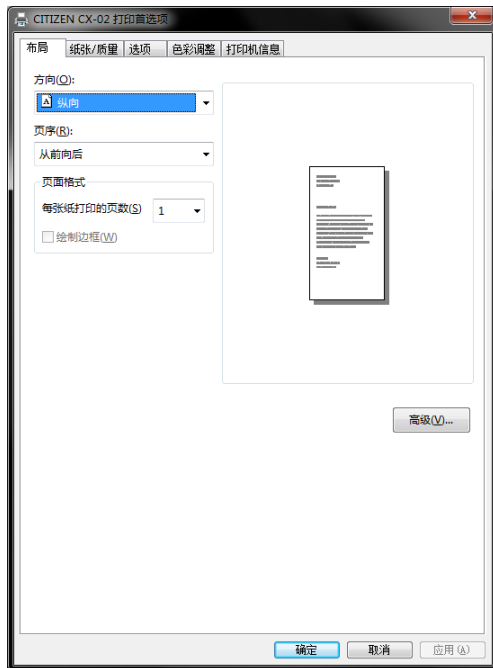 CITIZEN CX-02 打印首选项
布局 纸张/质量 选项 色彩调整 打印机信息
方向(O):
A 纵向
页序(R):
从前向后
页面格式
每张纸打印的页数(S) 1
绘制边框(W)
高级(V)...
确定 取消 应用(A)